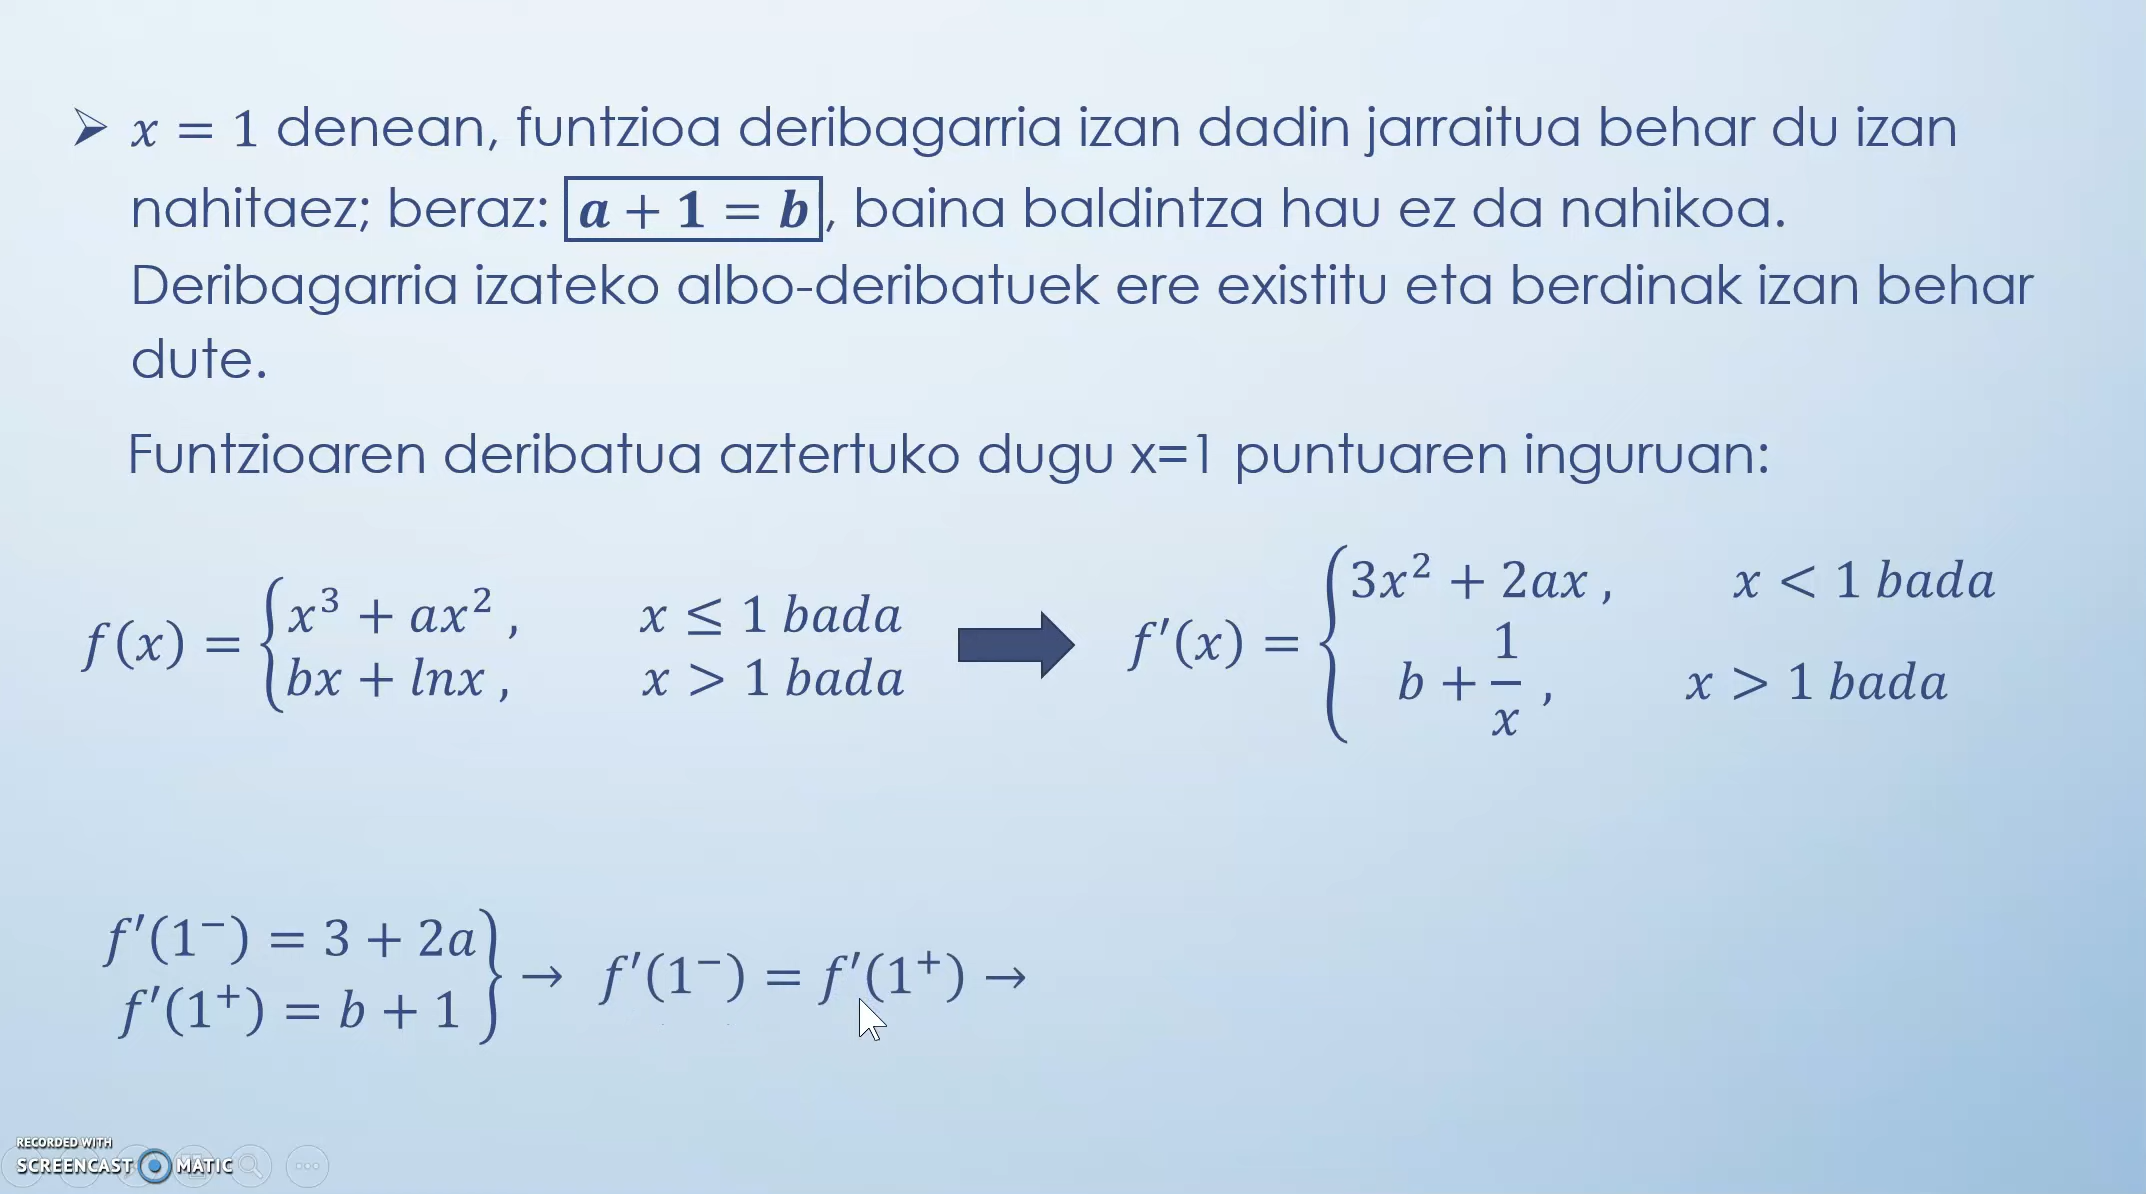 ➢ x = 1 denean, funtzioa deribagarria izan dadin jarraitua behar du izan
nahitaez; beraz: a + 1 = b, baina baldintza hau ez da nahikoa.
Deribagarria izateko albo-deribatuek ere existitu eta berdinak izan behar
dute.
Funtzioaren deribatua aztertuko dugu x=1 puntuaren inguruan:
f(x) = { x³ + ax² , x ≤ 1 bada
bx + lnx , x > 1 bada
f′(x) = { 3x² + 2ax , x < 1 bada
b + 1/x , x > 1 bada
f′(1⁻) = 3 + 2a
f′(1⁺) = b + 1 } → f′(1⁻) = f′(1⁺) →
RECORDED WITH
SCREENCAST MATIC